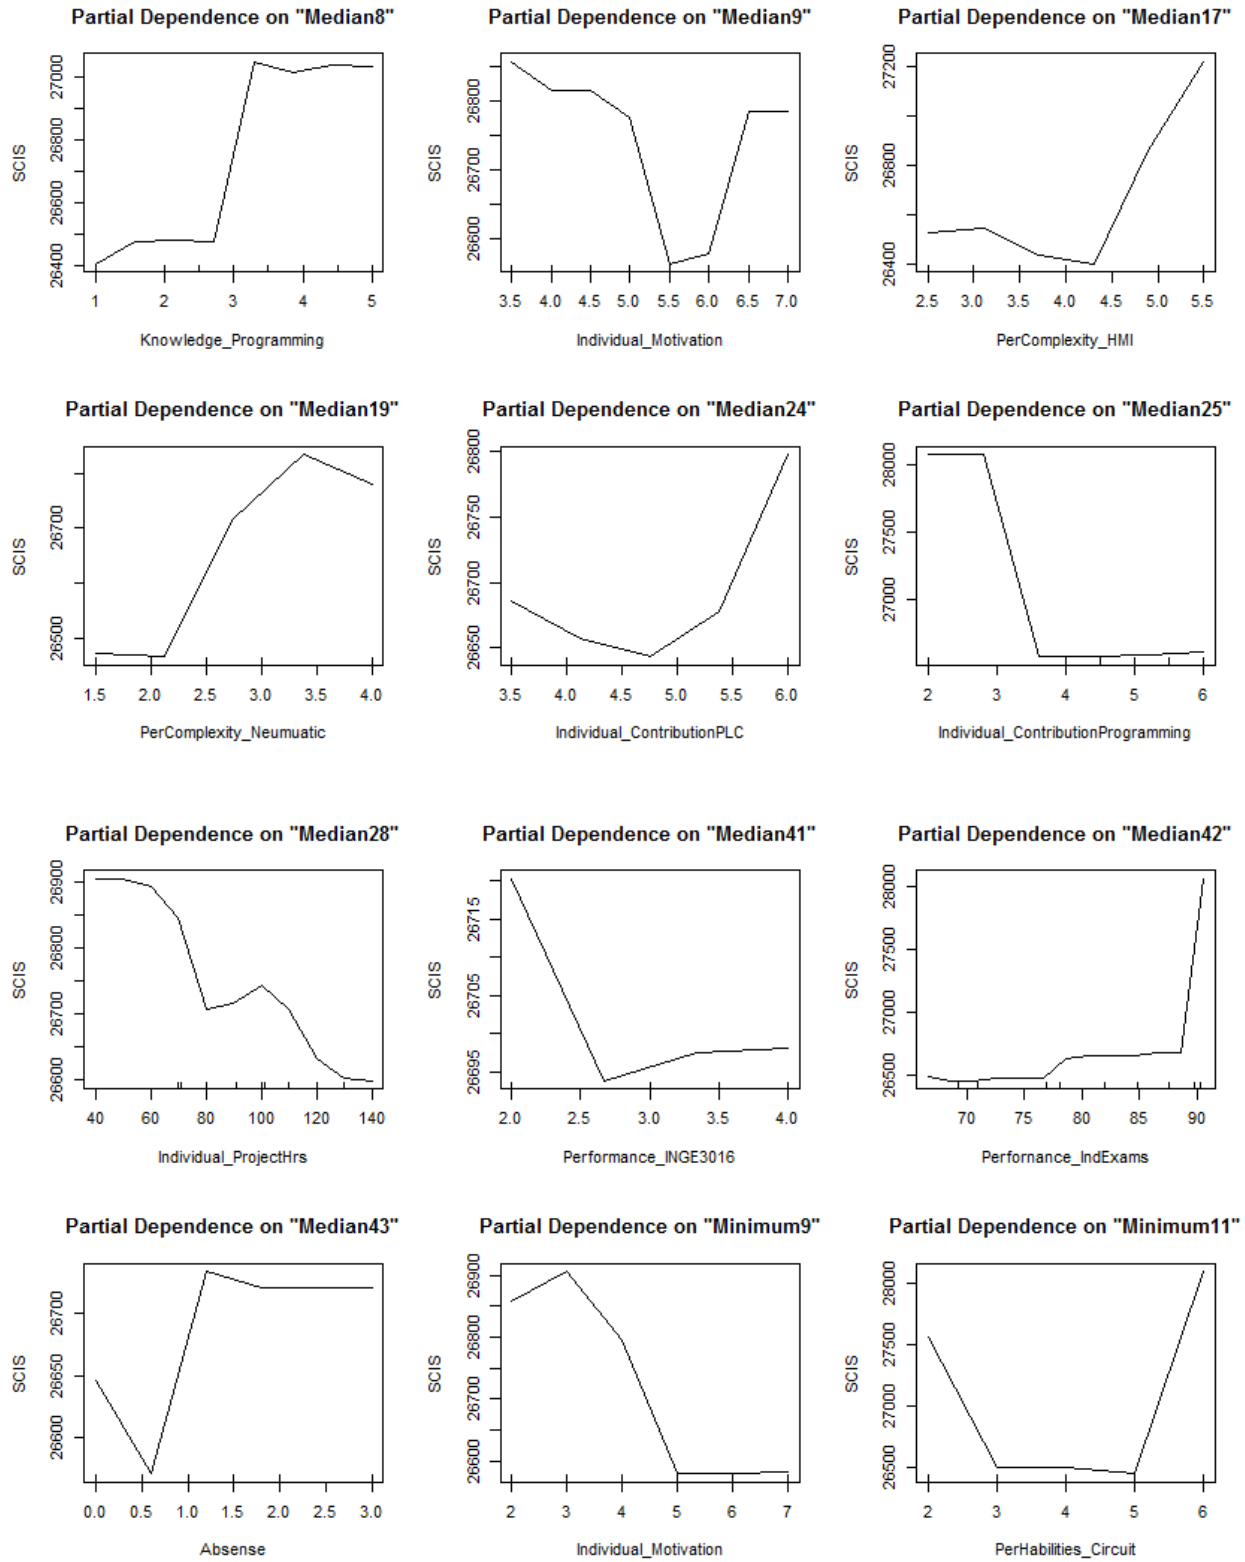 Partial Dependence on "Median8"
SCIS
26400 26600 26800 27000
1 2 3 4 5
Knowledge_Programming
Partial Dependence on "Median9"
SCIS
26600 26700 26800
3.5 4.0 4.5 5.0 5.5 6.0 6.5 7.0
Individual_Motivation
Partial Dependence on "Median17"
SCIS
26400 26800 27200
2.5 3.0 3.5 4.0 4.5 5.0 5.5
PerComplexity_HMI
Partial Dependence on "Median19"
SCIS
26500 26700
1.5 2.0 2.5 3.0 3.5 4.0
PerComplexity_Neumuatic
Partial Dependence on "Median24"
SCIS
26650 26700 26750 26800
3.5 4.0 4.5 5.0 5.5 6.0
Individual_ContributionPLC
Partial Dependence on "Median25"
SCIS
27000 27500 28000
2 3 4 5 6
Individual_ContributionProgramming
Partial Dependence on "Median28"
SCIS
26600 26700 26800 26900
40 60 80 100 120 140
Individual_ProjectHrs
Partial Dependence on "Median41"
SCIS
26695 26705 26715
2.0 2.5 3.0 3.5 4.0
Performance_INGE3016
Partial Dependence on "Median42"
SCIS
26500 27000 27500 28000
70 75 80 85 90
Perfornance_IndExams
Partial Dependence on "Median43"
SCIS
26600 26650 26700
0.0 0.5 1.0 1.5 2.0 2.5 3.0
Absense
Partial Dependence on "Minimum9"
SCIS
26600 26700 26800 26900
2 3 4 5 6 7
Individual_Motivation
Partial Dependence on "Minimum11"
SCIS
26500 27000 27500 28000
2 3 4 5 6
PerHabilities_Circuit